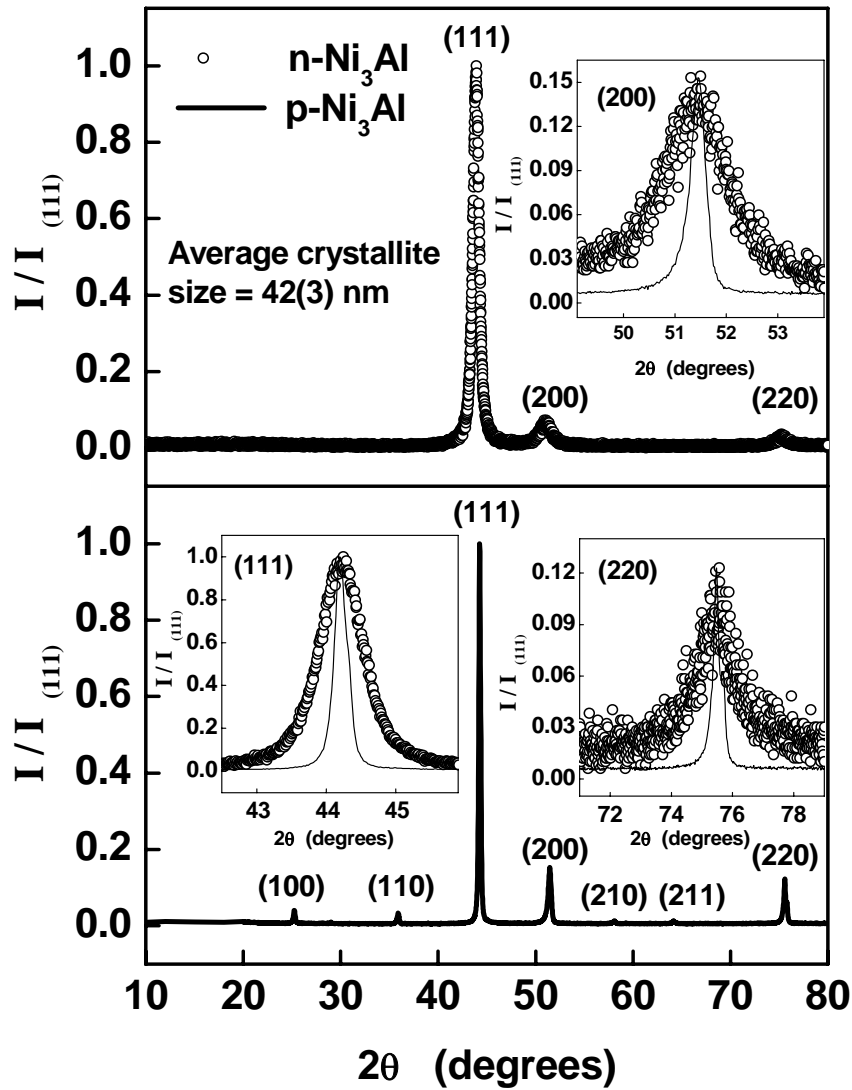 (111)
n-Ni₃Al
p-Ni₃Al
1.0
0.8
0.6
0.4
0.2
0.0
I / I (111)
Average crystallite
size = 42(3) nm
(200)
(220)
(200)
0.15
0.12
0.09
0.06
0.03
0.00
I / I (111)
50 51 52 53
2θ (degrees)
(111)
1.0
0.8
0.6
0.4
0.2
0.0
I / I (111)
(111)
1.0
0.8
0.6
0.4
0.2
0.0
I / I (111)
43 44 45
2θ (degrees)
(220)
0.12
0.09
0.06
0.03
0.00
I / I (111)
72 74 76 78
2θ (degrees)
(100) (110) (200) (210) (211) (220)
10 20 30 40 50 60 70 80
2θ (degrees)